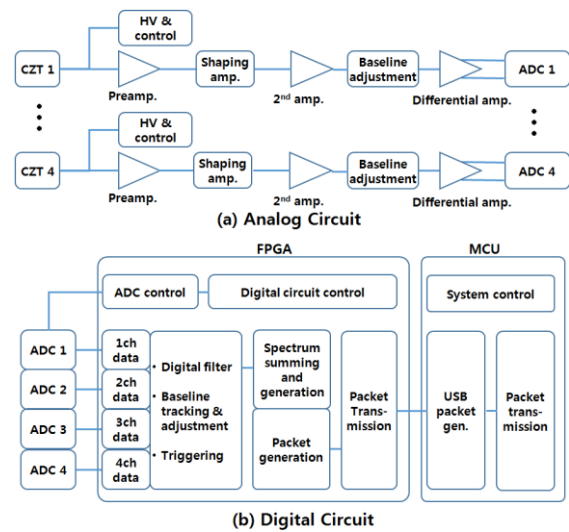 HV &
control
CZT 1
Preamp.
Shaping
amp.
2nd amp.
Baseline
adjustment
Differential amp.
ADC 1
HV &
control
CZT 4
Preamp.
Shaping
amp.
2nd amp.
Baseline
adjustment
Differential amp.
ADC 4
(a) Analog Circuit
FPGA
MCU
ADC control
Digital circuit control
System control
ADC 1
ADC 2
ADC 3
ADC 4
1ch
data
2ch
data
3ch
data
4ch
data
• Digital filter
• Baseline
tracking &
adjustment
• Triggering
Spectrum
summing
and
generation
Packet
generation
Packet
Trans-
mission
USB
packet
gen.
Packet
trans-
mission
(b) Digital Circuit